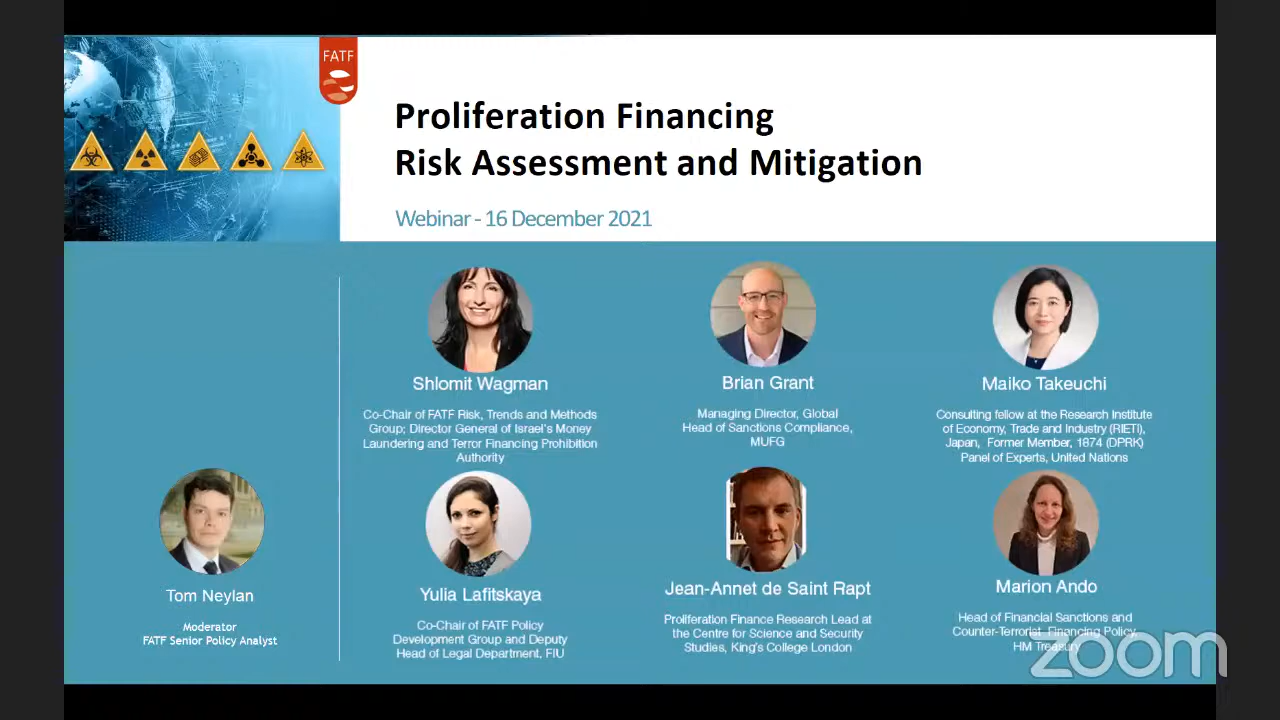 FATF
Proliferation Financing
Risk Assessment and Mitigation
Webinar - 16 December 2021
Shlomit Wagman
Co-Chair of FATF Risk, Trends and Methods
Group; Director General of Israel's Money
Laundering and Terror Financing Prohibition
Authority
Brian Grant
Managing Director, Global
Head of Sanctions Compliance,
MUFG
Maiko Takeuchi
Consulting fellow at the Research Institute
of Economy, Trade and Industry (RIETI),
Japan, Former Member, 1874 (DPRK)
Panel of Experts, United Nations
Tom Neylan
Moderator
FATF Senior Policy Analyst
Yulia Lafitskaya
Co-Chair of FATF Policy
Development Group and Deputy
Head of Legal Department, FIU
Jean-Annet de Saint Rapt
Proliferation Finance Research Lead at
the Centre for Science and Security
Studies, King's College London
Marion Ando
Head of Financial Sanctions and
Counter-Terrorist Financing Policy,
HM Treasury
zoom